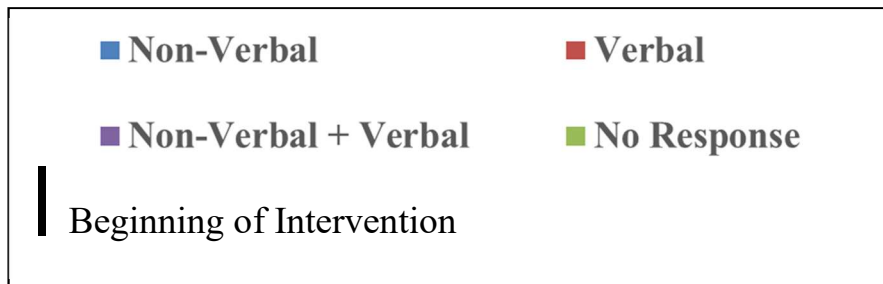 Non-Verbal Verbal
Non-Verbal + Verbal No Response
Beginning of Intervention